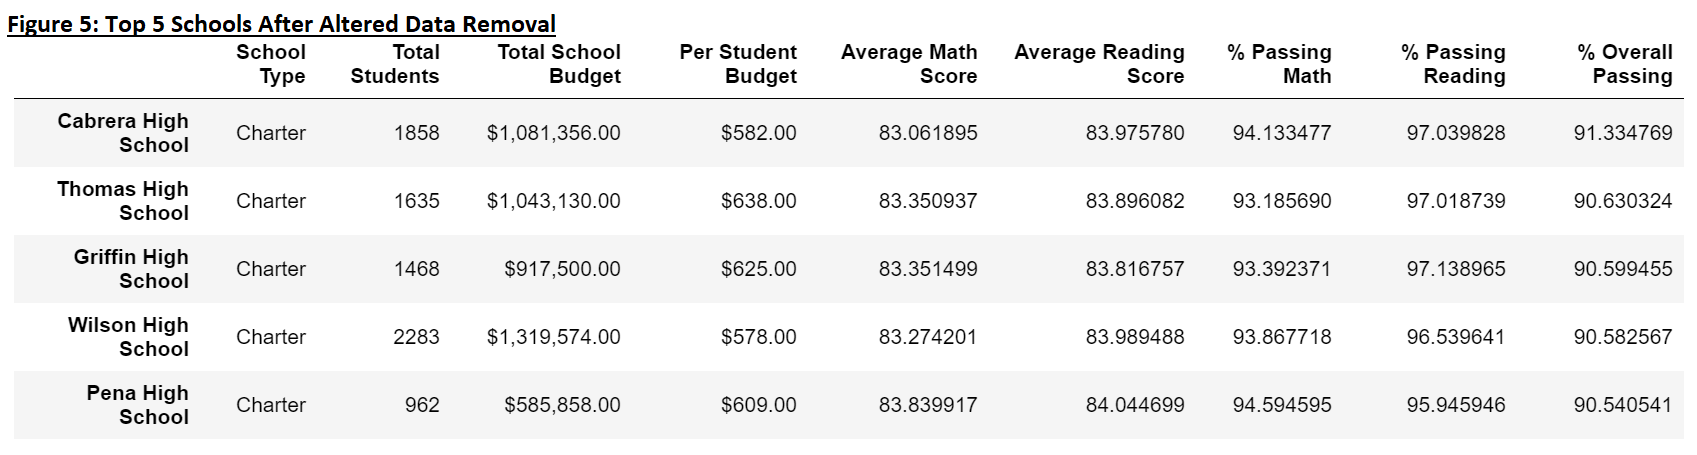 Figure 5: Top 5 Schools After Altered Data Removal
School Total Total School Per Student Average Math Average Reading % Passing % Passing % Overall
Type Students Budget Budget Score Score Math Reading Passing
Cabrera High
School Charter 1858 $1,081,356.00 $582.00 83.061895 83.975780 94.133477 97.039828 91.334769
Thomas High
School Charter 1635 $1,043,130.00 $638.00 83.350937 83.896082 93.185690 97.018739 90.630324
Griffin High
School Charter 1468 $917,500.00 $625.00 83.351499 83.816757 93.392371 97.138965 90.599455
Wilson High
School Charter 2283 $1,319,574.00 $578.00 83.274201 83.989488 93.867718 96.539641 90.582567
Pena High
School Charter 962 $585,858.00 $609.00 83.839917 84.044699 94.594595 95.945946 90.540541